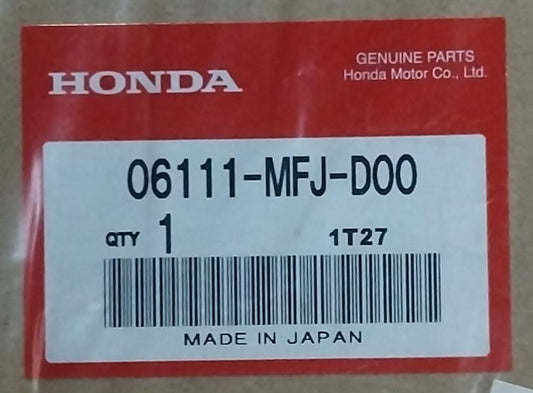 HONDA
GENUINE PARTS
Honda Motor Co., Ltd.
06111-MFJ-D00
QTY 1 1T27
MADE IN JAPAN